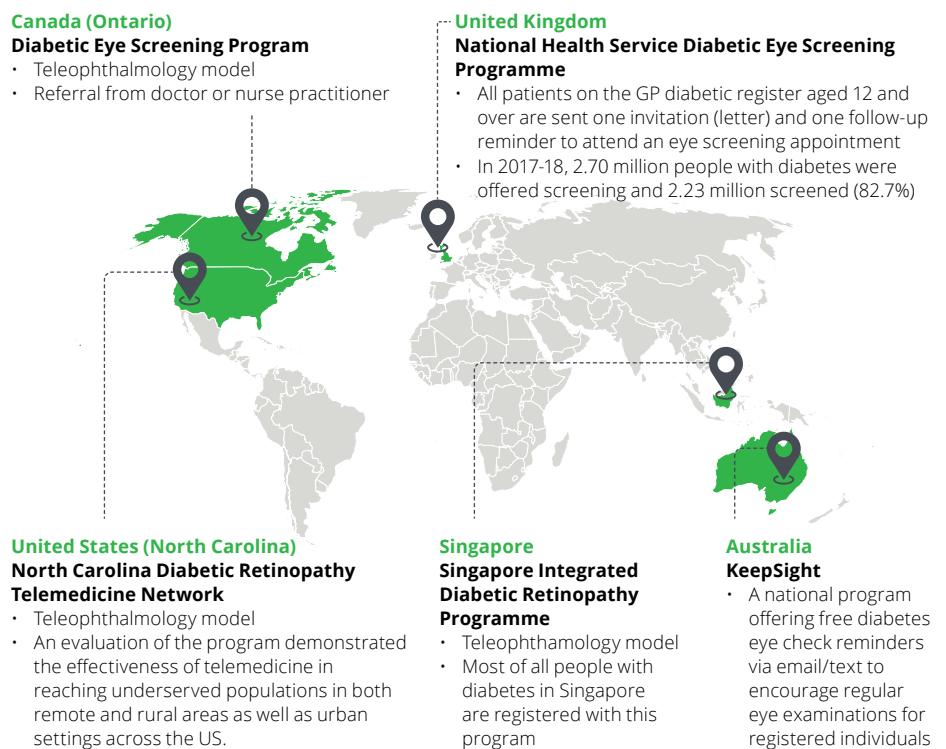 Canada (Ontario)
Diabetic Eye Screening Program
• Teleophthalmology model
• Referral from doctor or nurse practitioner
United Kingdom
National Health Service Diabetic Eye Screening
Programme
• All patients on the GP diabetic register aged 12 and
over are sent one invitation (letter) and one follow-up
reminder to attend an eye screening appointment
• In 2017-18, 2.70 million people with diabetes were
offered screening and 2.23 million screened (82.7%)
United States (North Carolina)
North Carolina Diabetic Retinopathy
Telemedicine Network
• Teleophthalmology model
• An evaluation of the program demonstrated
the effectiveness of telemedicine in
reaching underserved populations in both
remote and rural areas as well as urban
settings across the US.
Singapore
Singapore Integrated
Diabetic Retinopathy
Programme
• Teleophthamology model
• Most of all people with
diabetes in Singapore
are registered with this
program
Australia
KeepSight
• A national program
offering free diabetes
eye check reminders
via email/text to
encourage regular
eye examinations for
registered individuals